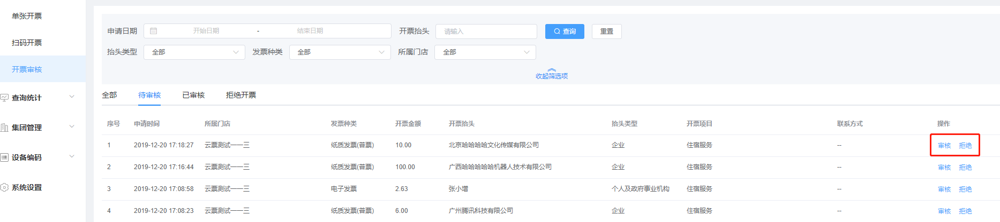 单张开票
扫码开票
开票审核
查询统计
集团管理
设备编码
系统设置
申请日期 开始日期 - 结束日期 开票抬头 请输入 查询 重置
抬头类型 全部 发票种类 全部 所属门店 全部
收起筛选项
全部 待审核 已审核 拒绝开票
序号 申请时间 所属门店 发票种类 开票金额 开票抬头 抬头类型 开票项目 联系方式 操作
1 2019-12-20 17:18:27 云票测试一一三 纸质发票(普票) 10.00 北京哈哈哈哈文化传媒有限公司 企业 住宿服务 -- 审核 拒绝
2 2019-12-20 17:16:44 云票测试一一三 纸质发票(普票) 100.00 广西哈哈哈哈哈机器人技术有限公司 企业 住宿服务 -- 审核 拒绝
3 2019-12-20 17:08:58 云票测试一一三 电子发票 2.63 张小增 个人及政府事业机构 住宿服务 -- 审核 拒绝
4 2019-12-20 17:08:23 云票测试一一三 纸质发票(普票) 6.00 广州腾讯科技有限公司 企业 住宿服务 -- 审核 拒绝